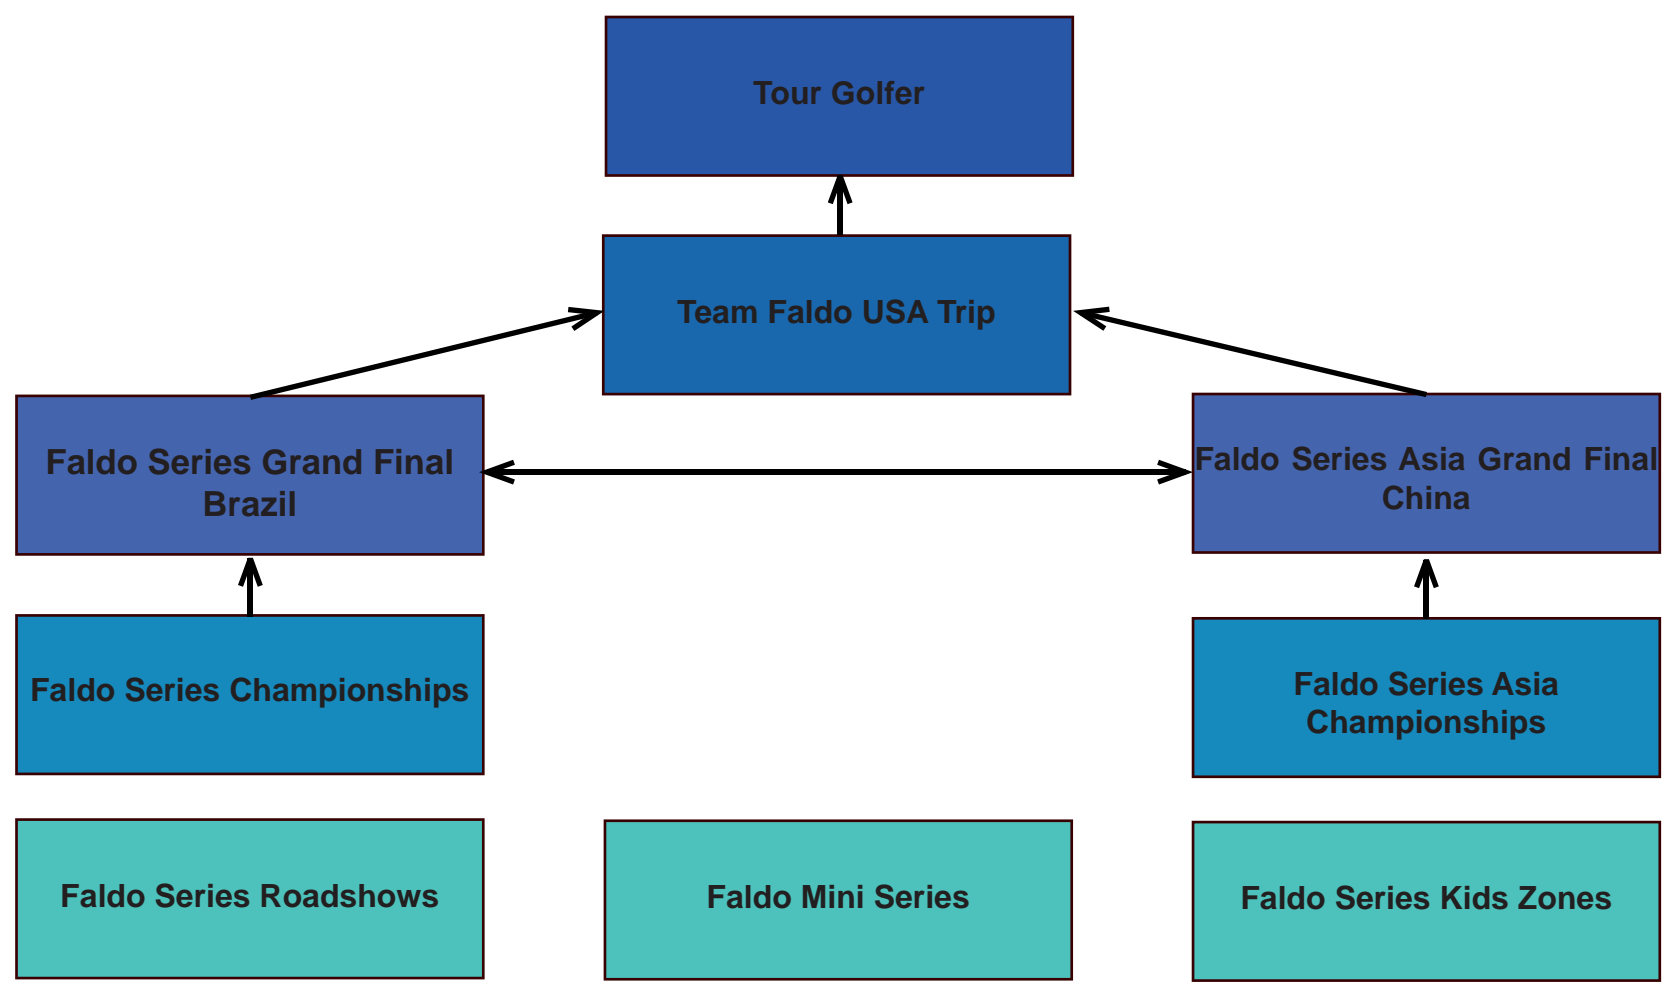 Tour Golfer
Team Faldo USA Trip
Faldo Series Grand Final
Brazil
Faldo Series Asia Grand Final
China
Faldo Series Championships
Faldo Series Asia
Championships
Faldo Series Roadshows
Faldo Mini Series
Faldo Series Kids Zones